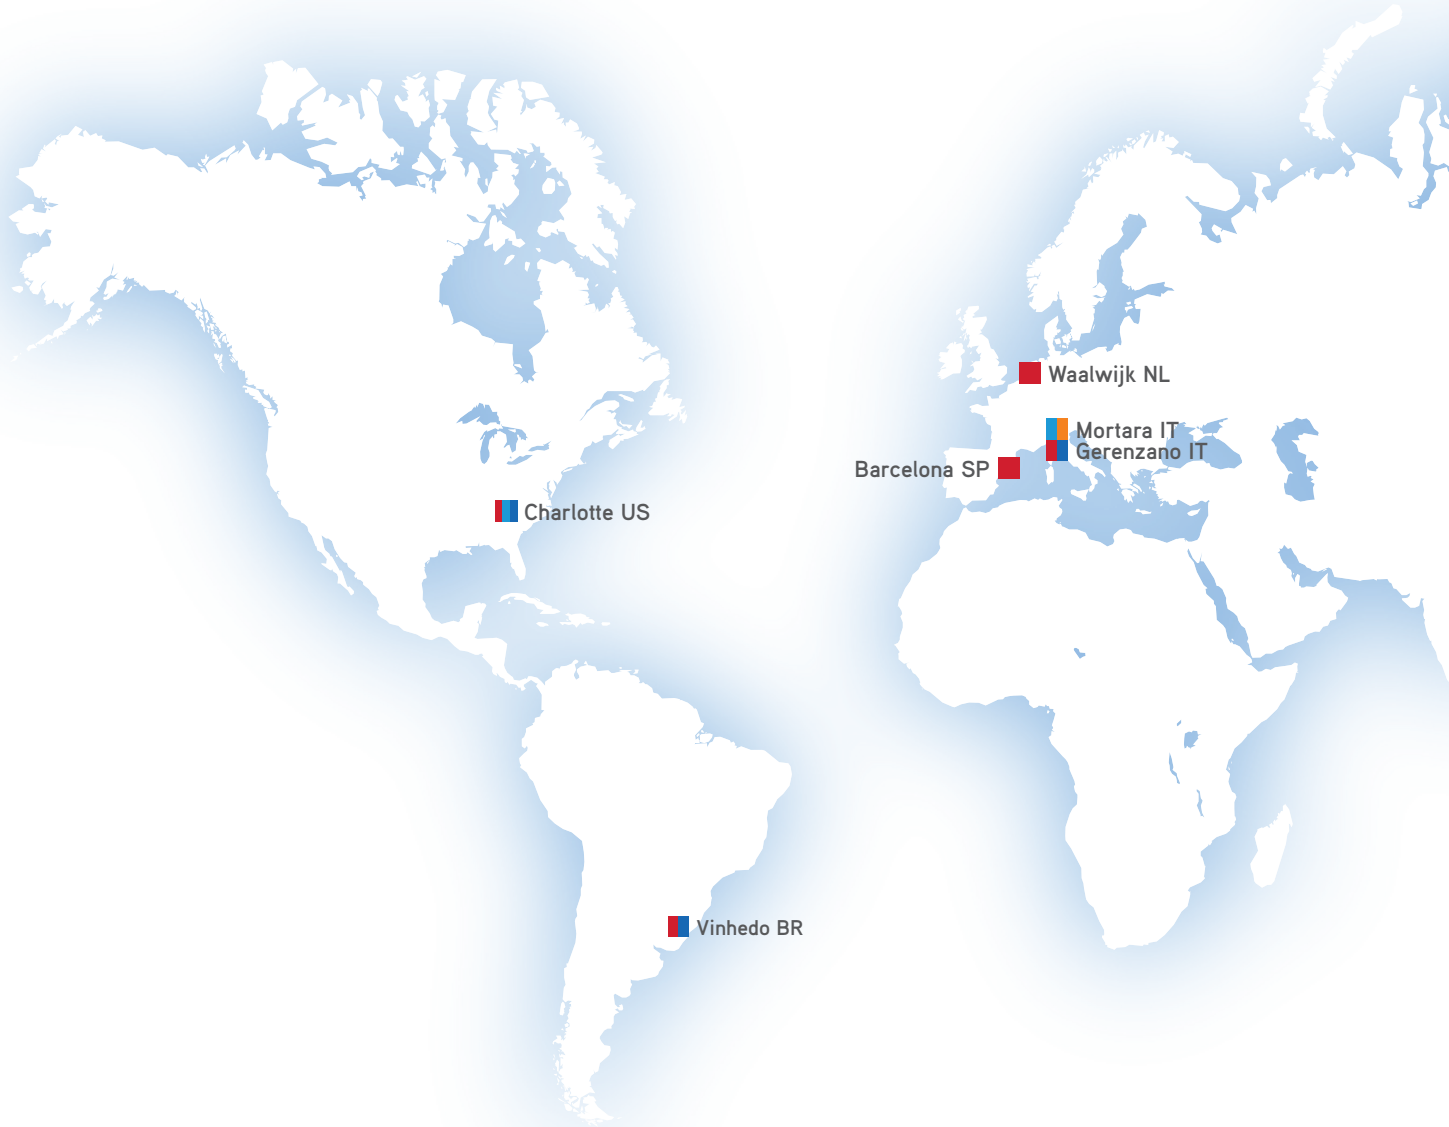 Waalwijk NL
Mortara IT
Gerenzano IT
Barcelona SP
Charlotte US
Vinhedo BR